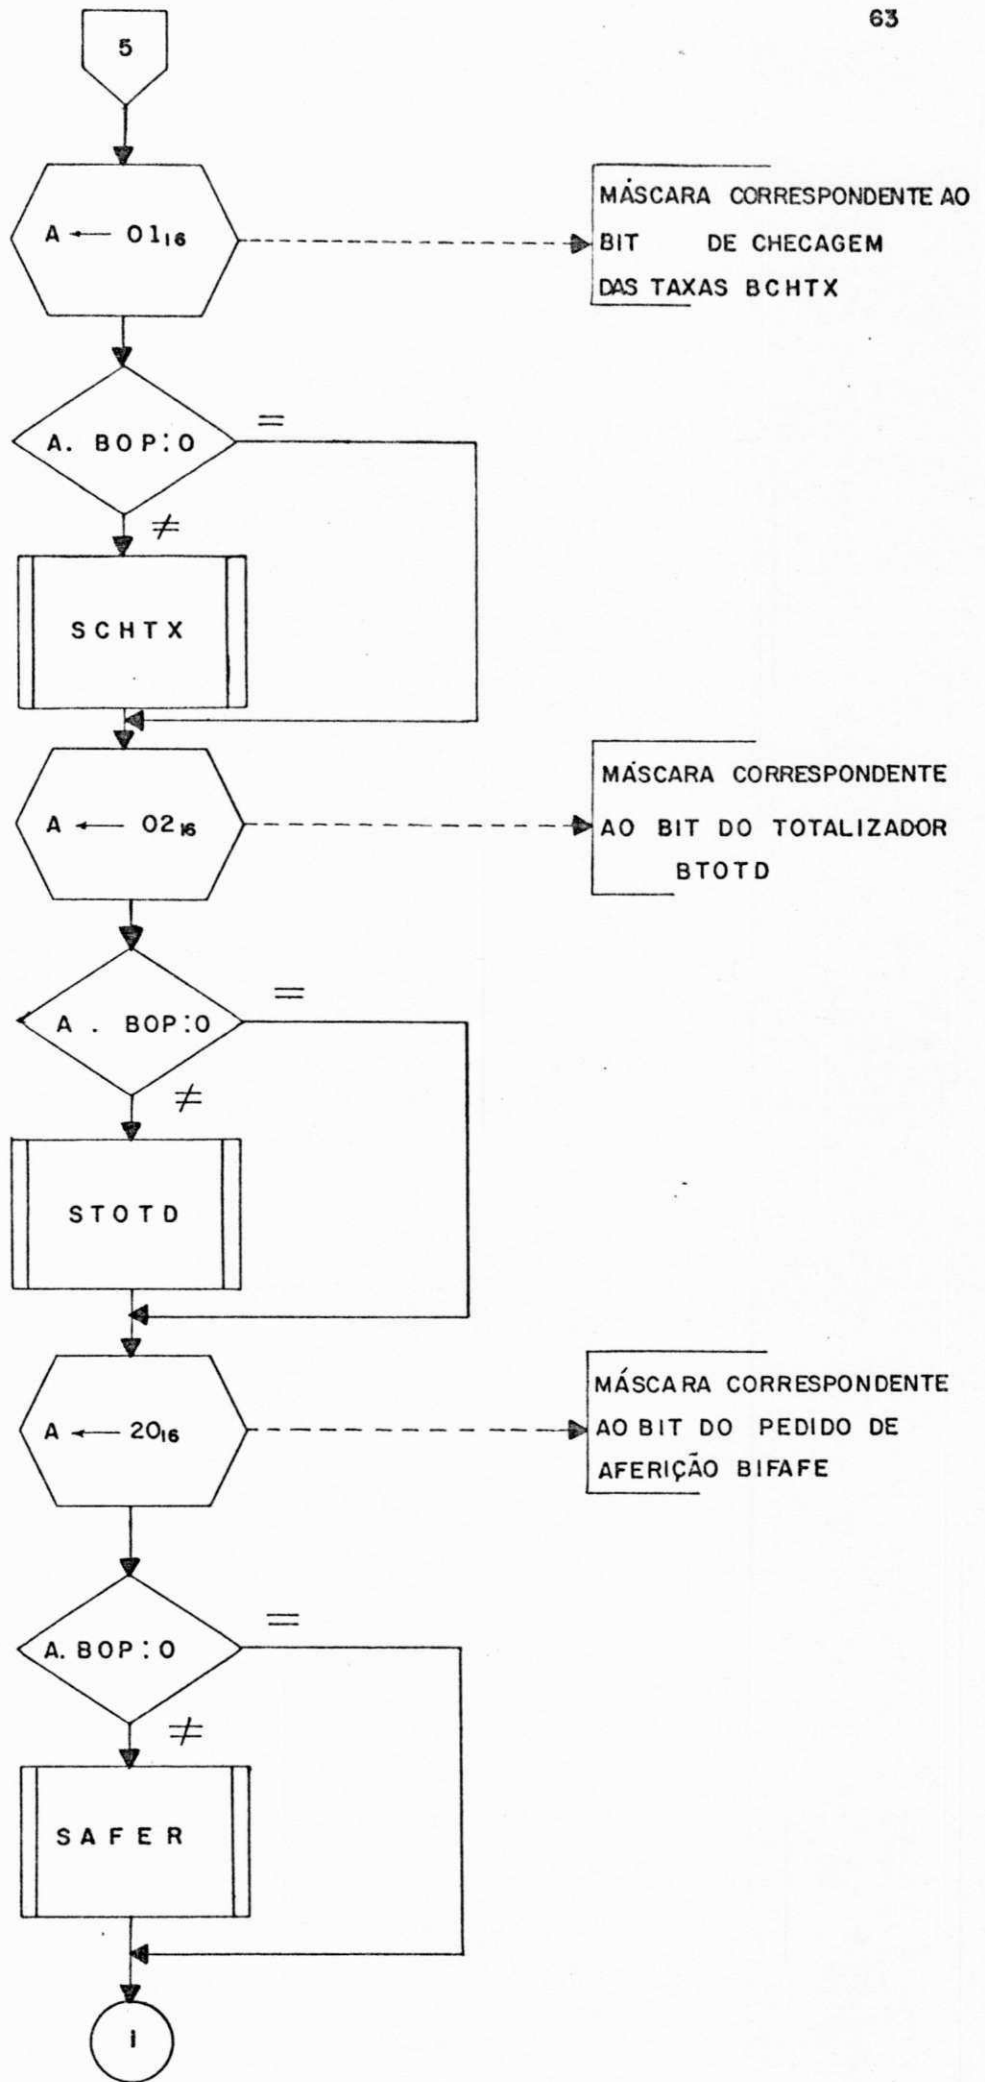 63
5
A ← 01₁₆
MÁSCARA CORRESPONDENTE AO
BIT DE CHECAGEM
DAS TAXAS BCHTX
A. BOP:0
=
≠
SCHTX
A ← 02₁₆
MÁSCARA CORRESPONDENTE
AO BIT DO TOTALIZADOR
BTOTD
A . BOP:0
=
≠
STOTD
A ← 20₁₆
MÁSCARA CORRESPONDENTE
AO BIT DO PEDIDO DE
AFERIÇÃO BIFAFE
A. BOP:0
=
≠
SAFER
1